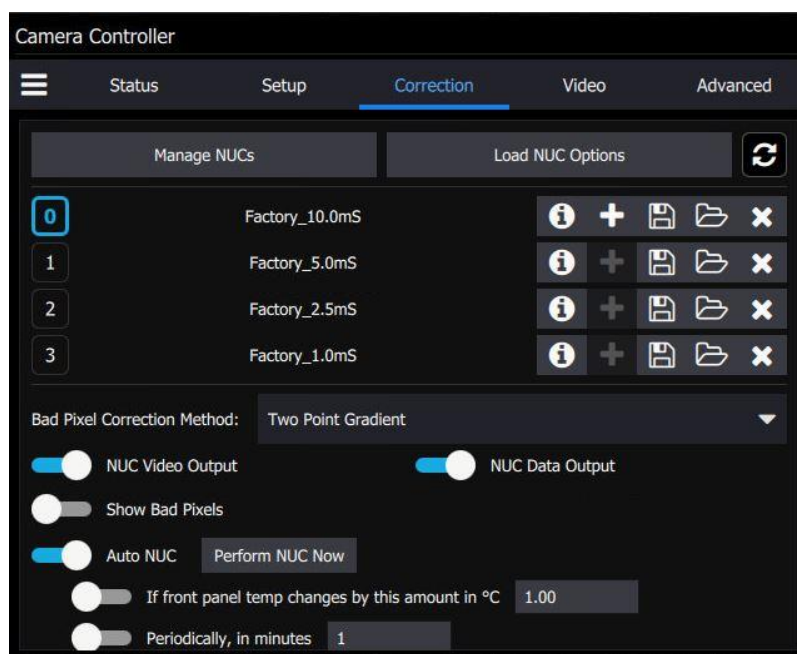 Camera Controller
Status Setup Correction Video Advanced
Manage NUCs Load NUC Options
0 Factory_10.0mS
1 Factory_5.0mS
2 Factory_2.5mS
3 Factory_1.0mS
Bad Pixel Correction Method: Two Point Gradient
NUC Video Output NUC Data Output
Show Bad Pixels
Auto NUC Perform NUC Now
If front panel temp changes by this amount in °C 1.00
Periodically, in minutes 1